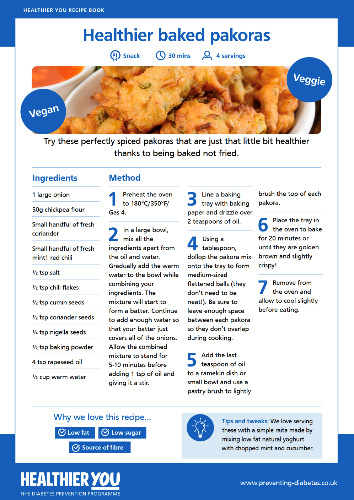 HEALTHIER YOU RECIPE BOOK
Healthier baked pakoras
Snack
30 mins
4 servings
Vegan
Veggie
Try these perfectly spiced pakoras that are just that little bit healthier
thanks to being baked not fried.
Ingredients
1 large onion
50g chickpea flour
Small handful of fresh
coriander
Small handful of fresh
mint1 red chili
½ tsp salt
½ tsp chili flakes
½ tsp cumin seeds
½ tsp coriander seeds
¼ tsp nigella seeds
½ tsp baking powder
4 tsp rapeseed oil
½ cup warm water
Method
1 Preheat the oven
to 180°C/350°F/
Gas 4.
2 In a large bowl,
mix all the
ingredients apart from
the oil and water.
Gradually add the warm
water to the bowl while
combining your
ingredients. The
mixture will start to
form a batter. Continue
to add enough water so
that your batter just
covers all of the onions.
Allow the combined
mixture to stand for
5-10 minutes before
adding 1 tsp of oil and
giving it a stir.
3 Line a baking
tray with baking
paper and drizzle over
2 teaspoons of oil.
4 Using a
tablespoon,
dollop the pakora mix
onto the tray to form
medium-sized
flattened balls (they
don't need to be
neat!). Be sure to
leave enough space
between each pakora
so they don't overlap
during cooking.
5 Add the last
teaspoon of oil
to a ramekin dish or
small bowl and use a
pastry brush to lightly
brush the top of each
pakora.
6 Place the tray in
the oven to bake
for 20 minutes or
until they are golden
brown and slightly
crispy!
7 Remove from
the oven and
allow to cool slightly
before eating.
Why we love this recipe...
Low fat
Low sugar
Source of fibre
Tips and tweaks: We love serving
these with a simple raita made by
mixing low fat natural yoghurt
with chopped mint and cucumber.
HEALTHIER YOU
NHS DIABETES PREVENTION PROGRAMME
www.preventing-diabetes.co.uk